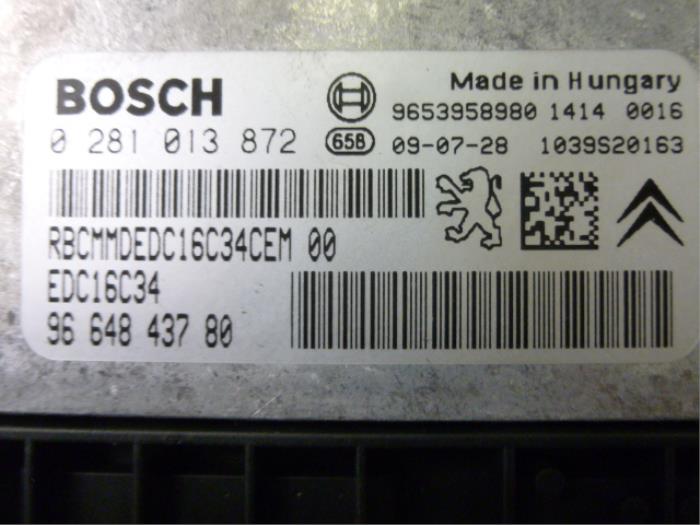 BOSCH
Made in Hungary
9653958980 1414 0016
0 281 013 872 658 09-07-28 1039S20163
RBCMMDEDC16C34CEM 00
EDC16C34
96 648 437 80